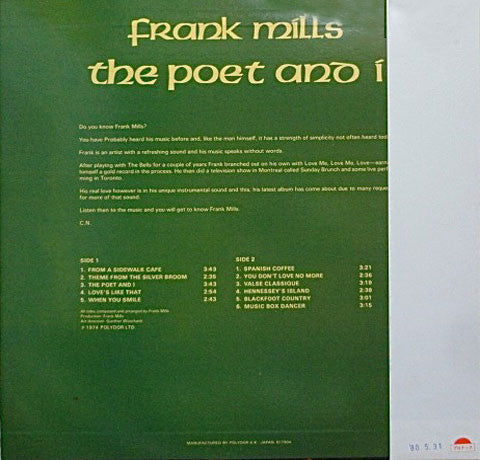 frank mills
the poet and i
Do you know Frank Mills?
You have Probably heard his music before and, like the man himself, it has a strength of simplicity not often heard
Frank is an artist with a refreshing sound and his music speaks without words.
After playing with The Bells for a couple of years Frank branched out on his own with Love Me, Love Me, Love—
himself a gold record in the process. He then did a television show in Montreal called Sunday Brunch and some live
ming in Toronto.
His real love however is in his unique instrumental sound and this, his latest album has come about due to many
for more of that sound.
Listen then to the music and you will get to know Frank Mills.
C.N.
SIDE 1
1. FROM A SIDEWALK CAFE 3:43
2. THEME FROM THE SILVER BROOM 2:35
3. THE POET AND I 3:43
4. LOVE'S LIKE THAT 2:54
5. WHEN YOU SMILE 2:43
All titles composed and arranged by Frank Mills
Production: Frank Mills
Art direction: Gunther Blanchard
℗ 1974 POLYDOR LTD.
SIDE 2
1. SPANISH COFFEE 3:21
2. YOU DON'T LOVE NO MORE 2:36
3. VALSE CLASSIQUE 3:19
4. HENNESSEY'S ISLAND 2:39
5. BLACKFOOT COUNTRY 3:01
6. MUSIC BOX DANCER 3:15
MANUFACTURED BY POLYDOR K.K. JAPAN
'80.5.31